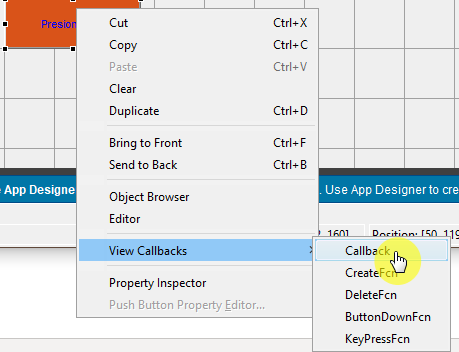 Presion
Cut Ctrl+X
Copy Ctrl+C
Paste Ctrl+V
Clear
Duplicate Ctrl+D
Bring to Front Ctrl+F
Send to Back Ctrl+B
e App Designer . Use App Designer to crea
Object Browser
Editor
160] Position: [50, 119
View Callbacks
Callback
CreateFcn
Property Inspector
DeleteFcn
Push Button Property Editor...
ButtonDownFcn
KeyPressFcn